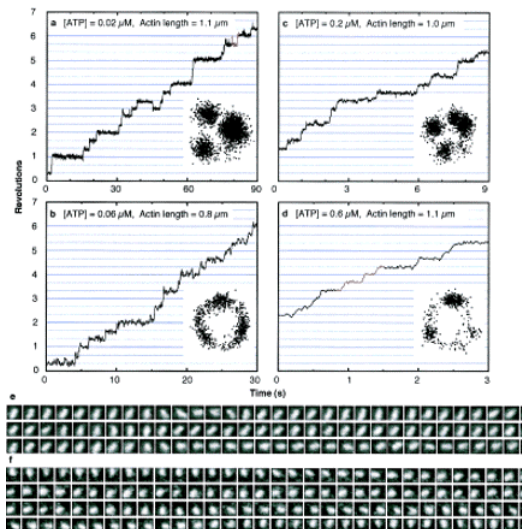 a [ATP] = 0.02 µM, Actin length = 1.1 µm
c [ATP] = 0.2 µM, Actin length = 1.0 µm
7
6
5
4
3
2
1
0
0 30 60 90
0 3 6 9
Revolutions
b [ATP] = 0.06 µM, Actin length = 0.8 µm
d [ATP] = 0.6 µM, Actin length = 1.1 µm
7
6
5
4
3
2
1
0
0 10 20 30
0 1 2 3
Time (s)
e
f